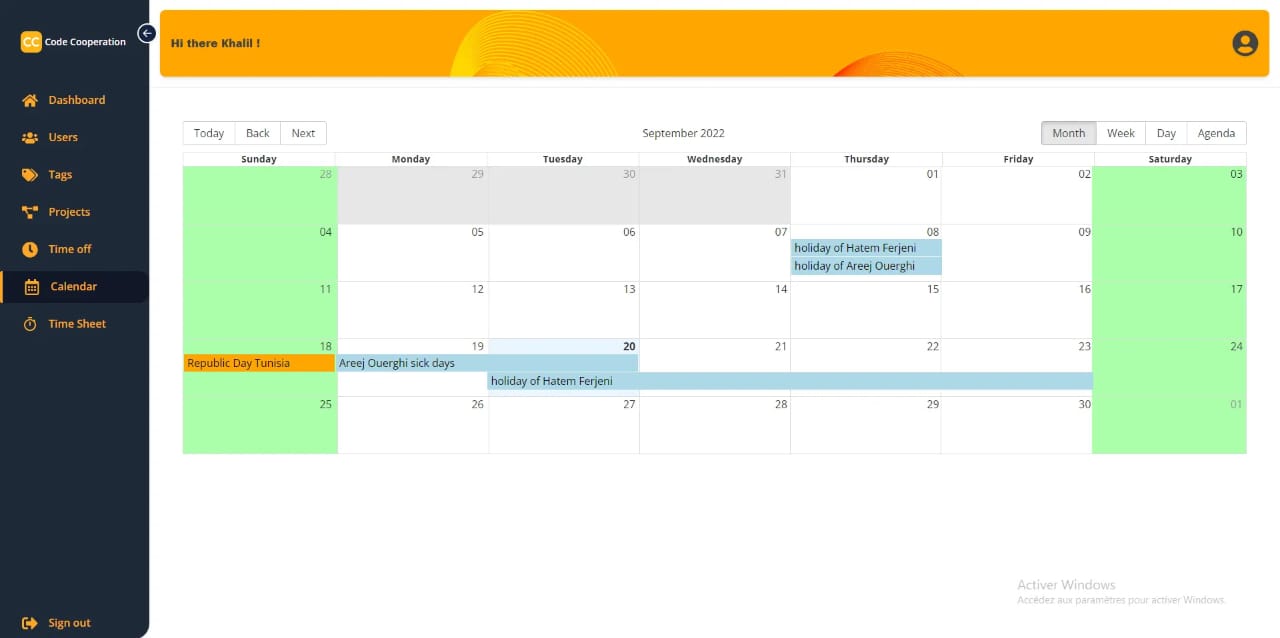 CC Code Cooperation
Hi there Khalil !
Dashboard
Users
Tags
Projects
Time off
Calendar
Time Sheet
Sign out
Today Back Next
September 2022
Month Week Day Agenda
Sunday Monday Tuesday Wednesday Thursday Friday Saturday
28 29 30 31 01 02 03
04 05 06 07 08 09 10
holiday of Hatem Ferjeni
holiday of Areej Ouerghi
11 12 13 14 15 16 17
18 19 20 21 22 23 24
Republic Day Tunisia Areej Ouerghi sick days
holiday of Hatem Ferjeni
25 26 27 28 29 30 01
Activer Windows
Accédez aux paramètres pour activer Windows.